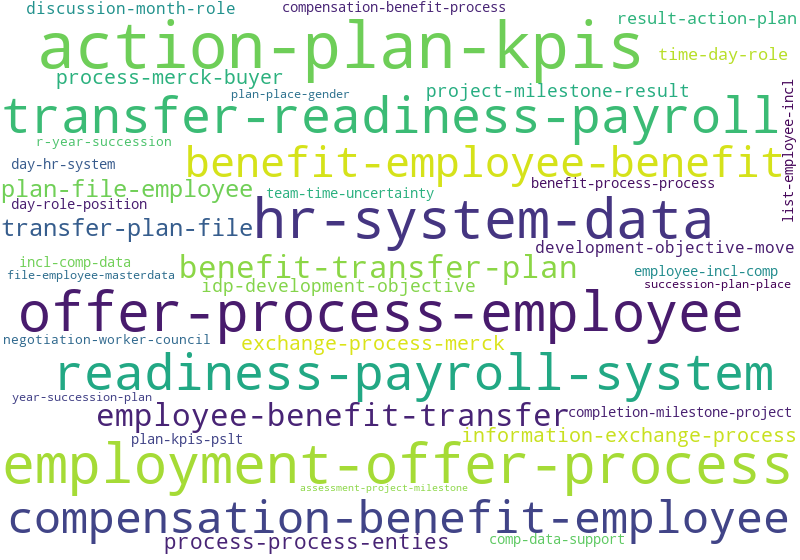 discussion-month-role
compensation-benefit-process
result-action-plan
action-plan-kpis
time-day-role
process-merck-buyer
plan-place-gender
project-milestone-result
list-employee-incl
transfer-readiness-payroll
r-year-succession
day-hr-system
benefit-employee-benefit
plan-file-employee
team-time-uncertainty
benefit-process-process
day-role-position
transfer-plan-file
hr-system-data
development-objective-move
incl-comp-data
benefit-transfer-plan
employee-incl-comp
file-employee-masterdata
idp-development-objective
succession-plan-place
offer-process-employee
negotiation-worker-council
exchange-process-merck
readiness-payroll-system
year-succession-plan
employee-benefit-transfer
completion-milestone-project
plan-kpis-pslt
information-exchange-process
employment-offer-process
assessment-project-milestone
compensation-benefit-employee
process-process-enties
comp-data-support